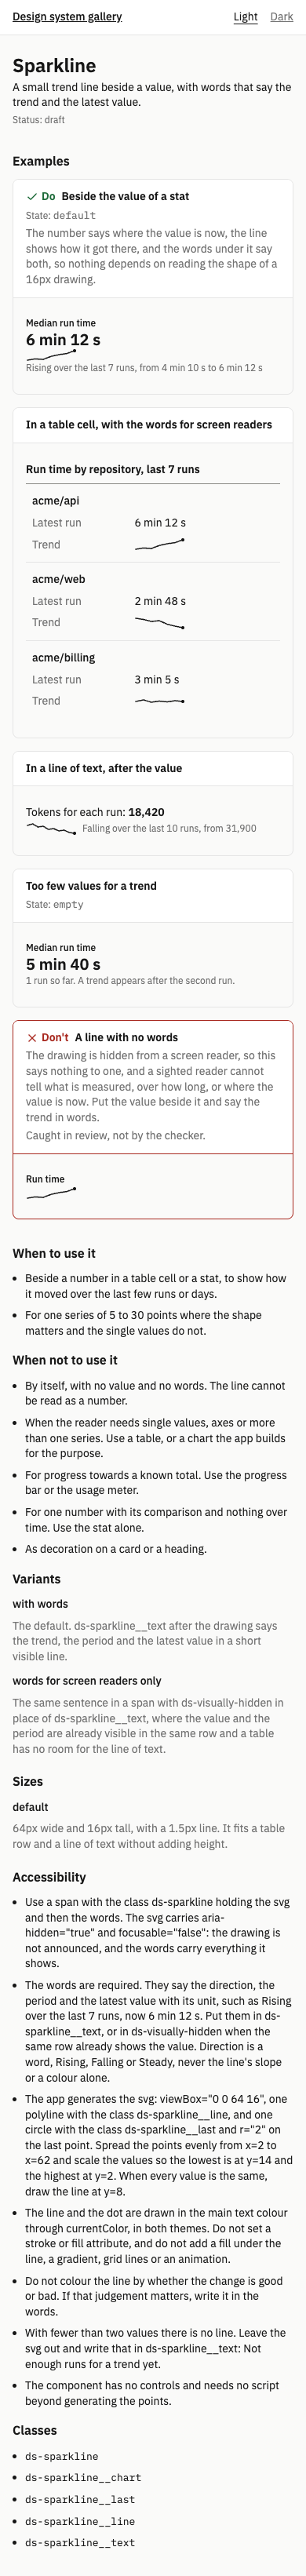 Design system gallery
Light
Dark
Sparkline
A small trend line beside a value, with words that say the
trend and the latest value.
Status: draft
Examples
Do Beside the value of a stat
State: default
The number says where the value is now, the line
shows how it got there, and the words under it say
both, so nothing depends on reading the shape of a
16px drawing.
Median run time
6 min 12 s
Rising over the last 7 runs, from 4 min 10 s to 6 min 12 s
In a table cell, with the words for screen readers
Run time by repository, last 7 runs
acme/api
Latest run 6 min 12 s
Trend
acme/web
Latest run 2 min 48 s
Trend
acme/billing
Latest run 3 min 5 s
Trend
In a line of text, after the value
Tokens for each run: 18,420
Falling over the last 10 runs, from 31,900
Too few values for a trend
State: empty
Median run time
5 min 40 s
1 run so far. A trend appears after the second run.
Don't A line with no words
The drawing is hidden from a screen reader, so this
says nothing to one, and a sighted reader cannot
tell what is measured, over how long, or where the
value is now. Put the value beside it and say the
trend in words.
Caught in review, not by the checker.
Run time
When to use it
• Beside a number in a table cell or a stat, to show how
it moved over the last few runs or days.
• For one series of 5 to 30 points where the shape
matters and the single values do not.
When not to use it
• By itself, with no value and no words. The line cannot
be read as a number.
• When the reader needs single values, axes or more
than one series. Use a table, or a chart the app builds
for the purpose.
• For progress towards a known total. Use the progress
bar or the usage meter.
• For one number with its comparison and nothing over
time. Use the stat alone.
• As decoration on a card or a heading.
Variants
with words
The default. ds-sparkline__text after the drawing says
the trend, the period and the latest value in a short
visible line.
words for screen readers only
The same sentence in a span with ds-visually-hidden in
place of ds-sparkline__text, where the value and the
period are already visible in the same row and a table
has no room for the line of text.
Sizes
default
64px wide and 16px tall, with a 1.5px line. It fits a table
row and a line of text without adding height.
Accessibility
• Use a span with the class ds-sparkline holding the svg
and then the words. The svg carries aria-
hidden="true" and focusable="false": the drawing is
not announced, and the words carry everything it
shows.
• The words are required. They say the direction, the
period and the latest value with its unit, such as Rising
over the last 7 runs, now 6 min 12 s. Put them in ds-
sparkline__text, or in ds-visually-hidden when the
same row already shows the value. Direction is a
word, Rising, Falling or Steady, never the line's slope
or a colour alone.
• The app generates the svg: viewBox="0 0 64 16", one
polyline with the class ds-sparkline__line, and one
circle with the class ds-sparkline__last and r="2" on
the last point. Spread the points evenly from x=2 to
x=62 and scale the values so the lowest is at y=14 and
the highest at y=2. When every value is the same,
draw the line at y=8.
• The line and the dot are drawn in the main text colour
through currentColor, in both themes. Do not set a
stroke or fill attribute, and do not add a fill under the
line, a gradient, grid lines or an animation.
• Do not colour the line by whether the change is good
or bad. If that judgement matters, write it in the
words.
• With fewer than two values there is no line. Leave the
svg out and write that in ds-sparkline__text: Not
enough runs for a trend yet.
• The component has no controls and needs no script
beyond generating the points.
Classes
• ds-sparkline
• ds-sparkline__chart
• ds-sparkline__last
• ds-sparkline__line
• ds-sparkline__text